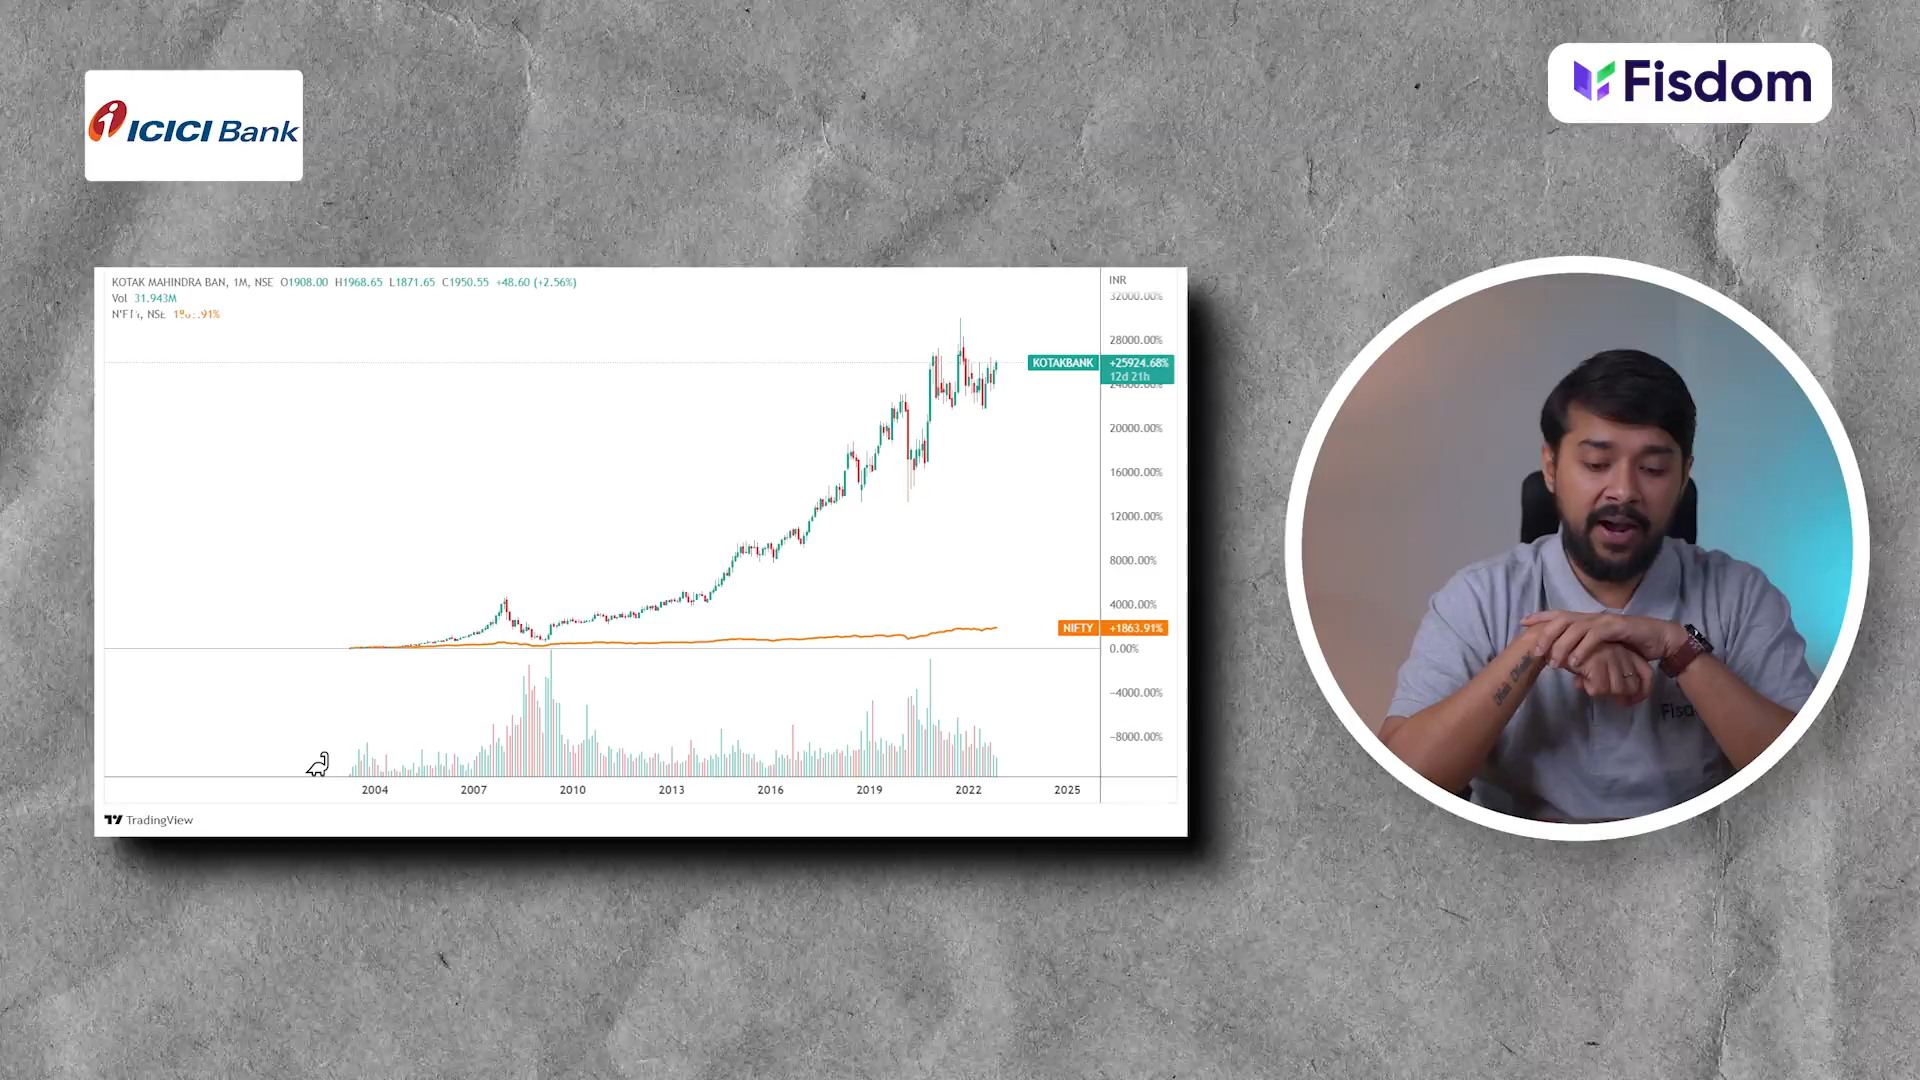 ICICI Bank
Fisdom
KOTAK MAHINDRA BAN, 1M, NSE O1908.00 H1968.65 L1871.65 C1950.55 +48.60 (+2.56%)
Vol 31.943M
NSE
INR
32000.00%
28000.00%
KOTAKBANK +25924.68%
12d 21h
24000.00%
20000.00%
16000.00%
12000.00%
8000.00%
4000.00%
NIFTY +1863.91%
0.00%
−4000.00%
−8000.00%
2004 2007 2010 2013 2016 2019 2022 2025
TradingView